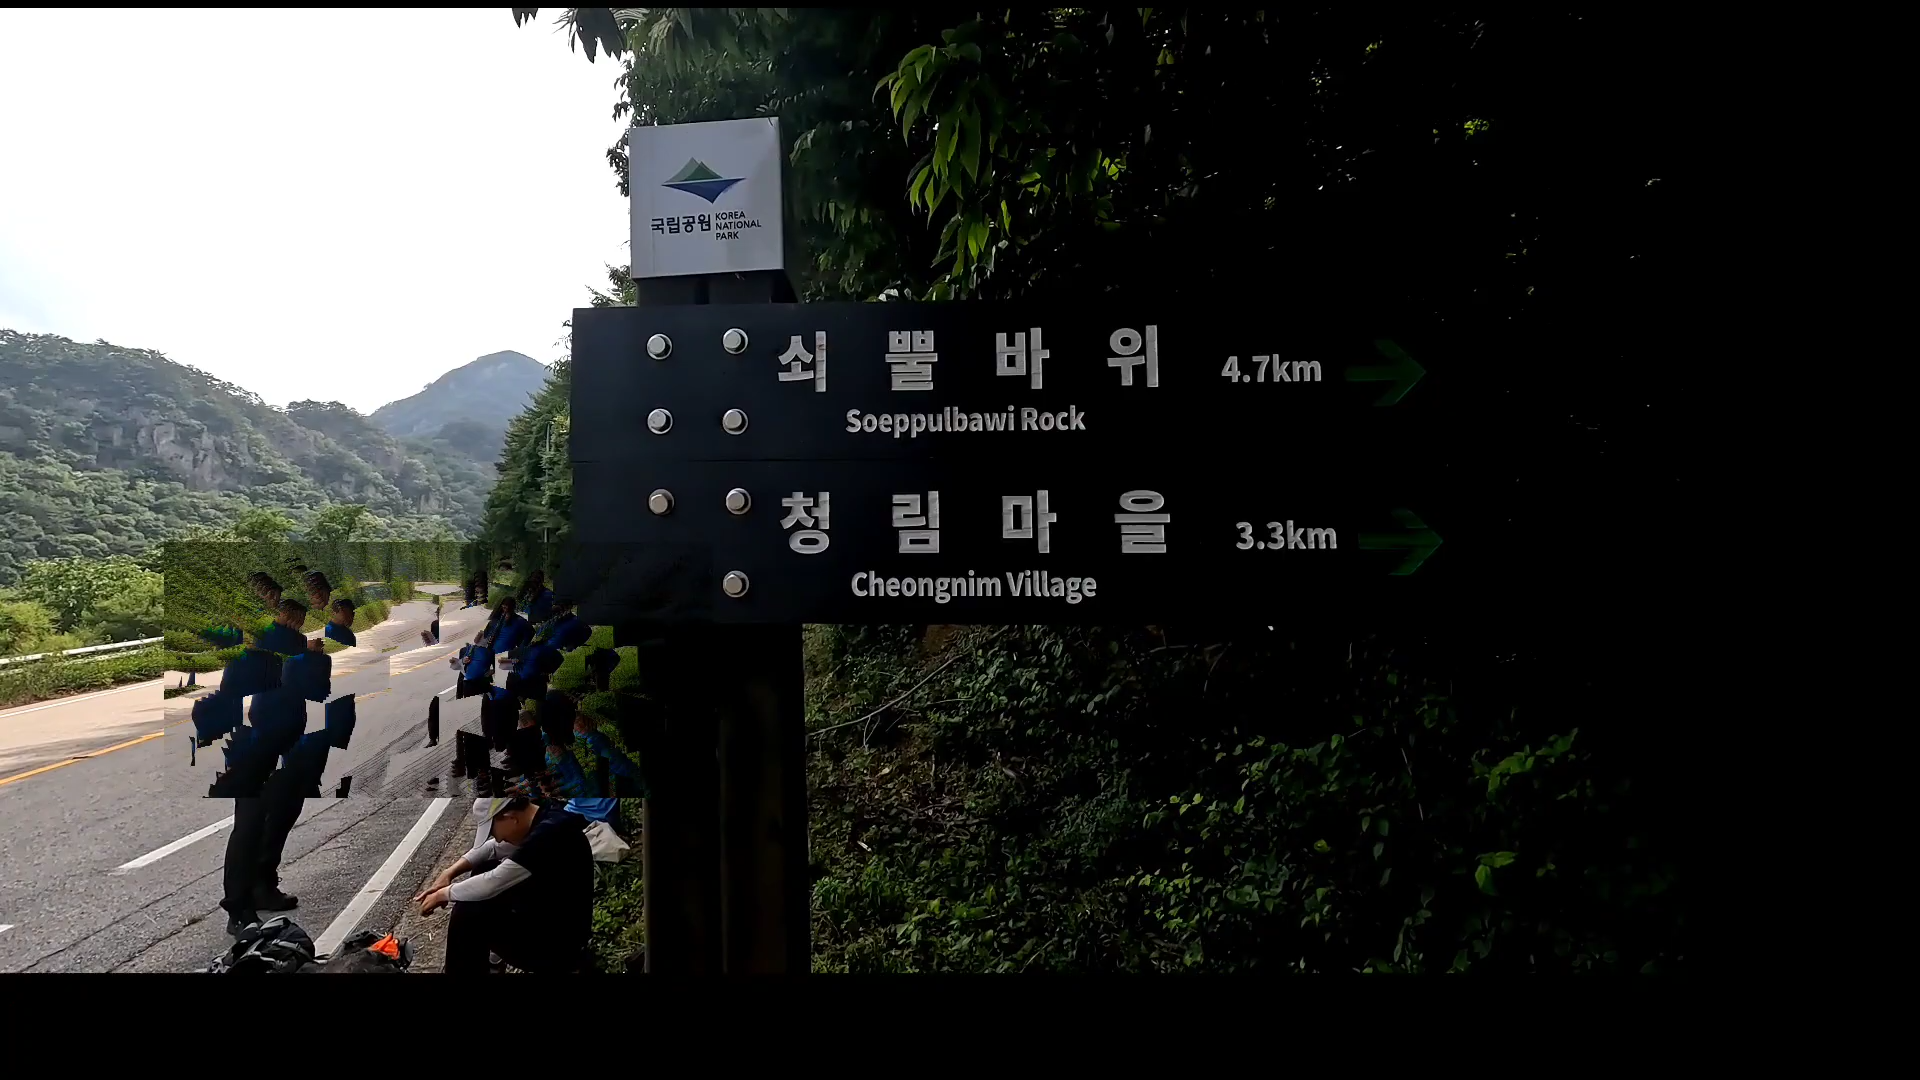 국립공원 KOREA
NATIONAL
PARK
쇠뿔바위 4.7km
Soeppulbawi Rock
청림마을 3.3km
Cheongnim Village